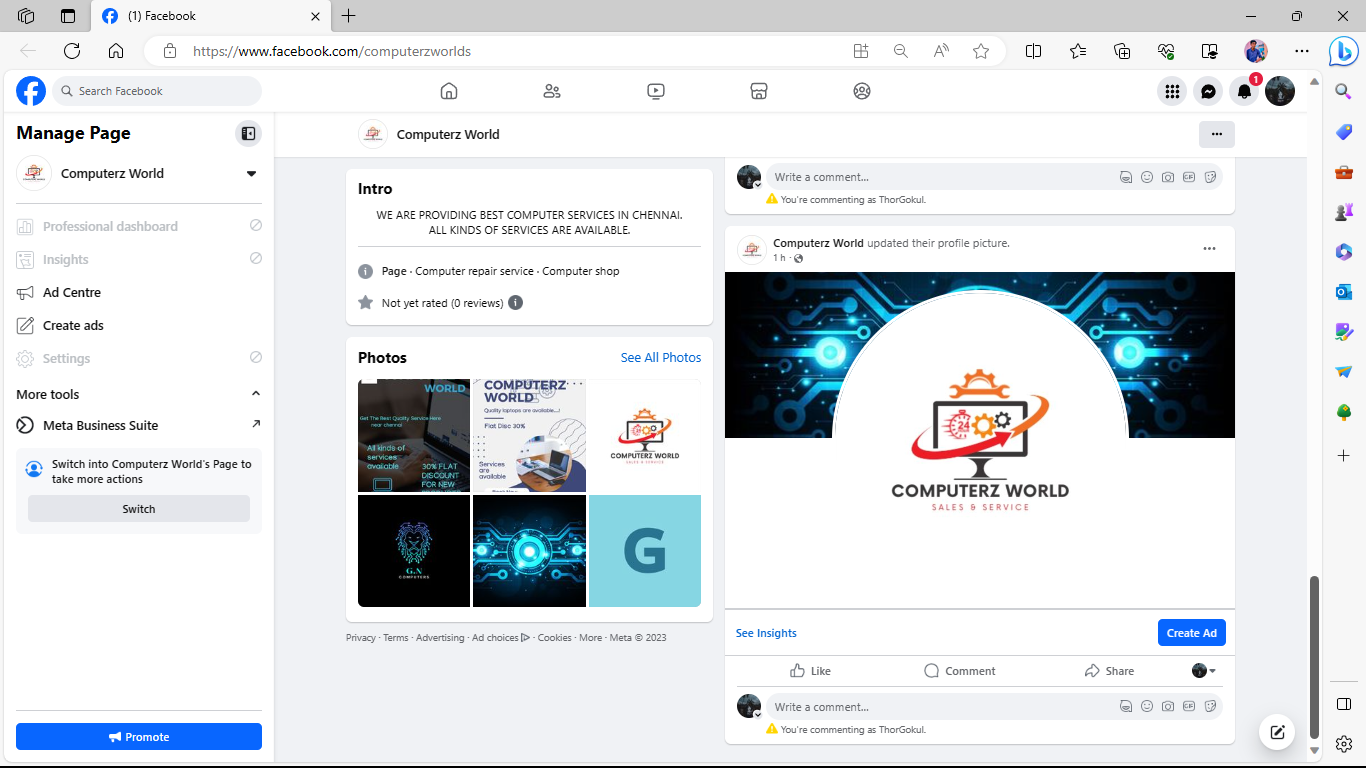 (1) Facebook
https://www.facebook.com/computerzworlds
Search Facebook
1
Manage Page
Computerz World
Professional dashboard
Insights
Ad Centre
Create ads
Settings
More tools
Meta Business Suite
Switch into Computerz World's Page to
take more actions
Switch
Promote
Computerz World
Intro
WE ARE PROVIDING BEST COMPUTER SERVICES IN CHENNAI.
ALL KINDS OF SERVICES ARE AVAILABLE.
Page · Computer repair service · Computer shop
Not yet rated (0 reviews)
Photos
See All Photos
WORLD
Get The Best Quality Service Here
near chennai
All kinds of
services
available
30% FLAT
DISCOUNT
FOR NEW
COMPUTERZ
WORLD
Quality laptops are available....!
Flat Disc 30%
Services
are
available
24
COMPUTERZ WORLD
SALES & SERVICE
G.N
COMPUTERS
G
Privacy · Terms · Advertising · Ad choices · Cookies · More · Meta © 2023
Write a comment...
GIF
You're commenting as ThorGokul.
Computerz World updated their profile picture.
1 h ·
24
COMPUTERZ WORLD
SALES & SERVICE
See Insights
Create Ad
Like
Comment
Share
Write a comment...
GIF
You're commenting as ThorGokul.